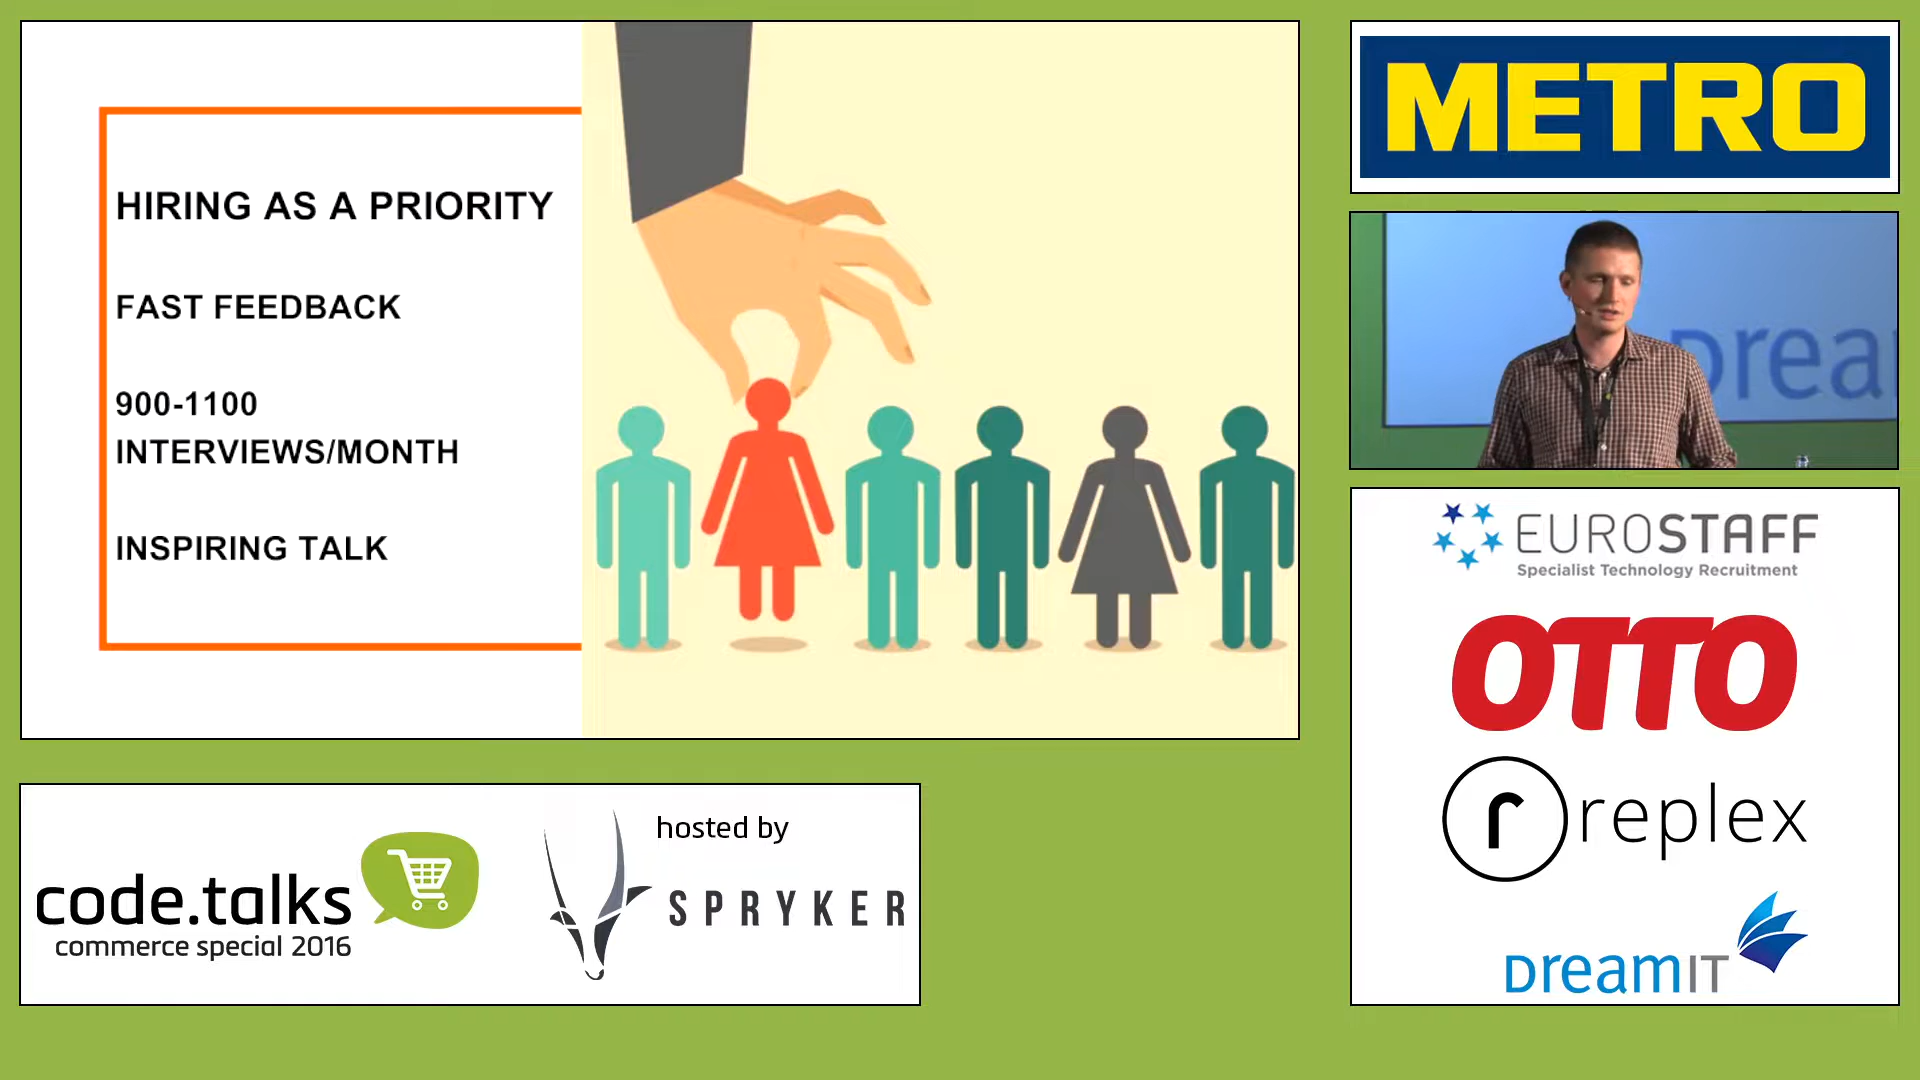 HIRING AS A PRIORITY
FAST FEEDBACK
900-1100
INTERVIEWS/MONTH
INSPIRING TALK
METRO
Drea
EUROSTAFF
Specialist Technology Recruitment
OTTO
r replex
DreamIT
code.talks
commerce special 2016
hosted by
SPRYKER